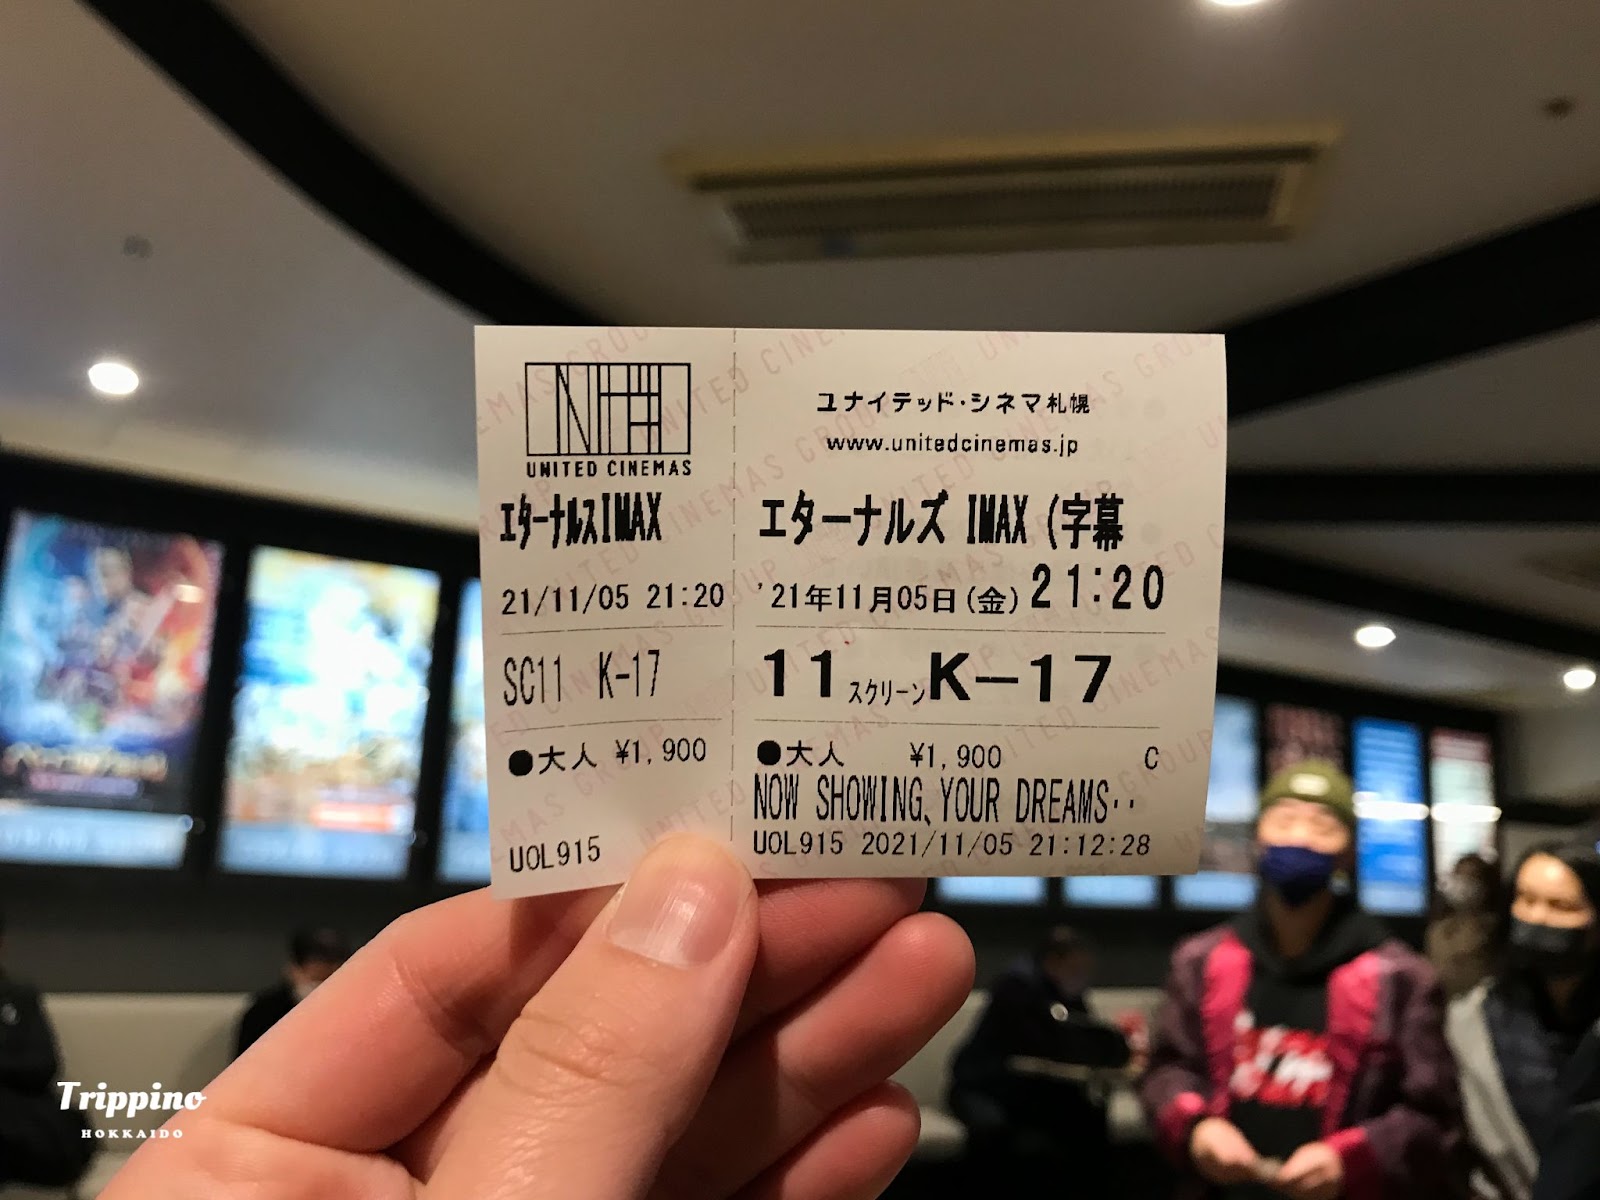 UNITED CINEMAS
エターナルスIMAX
21/11/05 21:20
SC11 K-17
●大人 ¥1,900
UOL915
ユナイテッド・シネマ札幌
www.unitedcinemas.jp
エターナルズ IMAX (字幕
'21年11月05日(金) 21:20
11スクリーンK-17
●大人 ¥1,900 C
NOW SHOWING、YOUR DREAMS‥
UOL915 2021/11/05 21:12:28
Trippino
HOKKAIDO